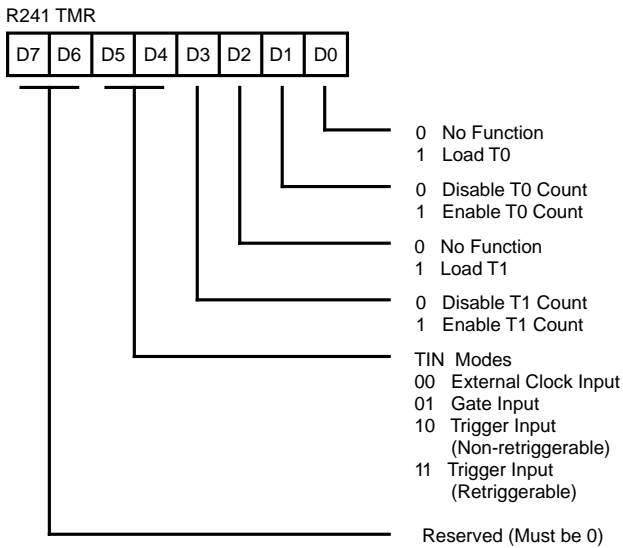 R241 TMR
D7 D6 D5 D4 D3 D2 D1 D0
0 No Function
1 Load T0
0 Disable T0 Count
1 Enable T0 Count
0 No Function
1 Load T1
0 Disable T1 Count
1 Enable T1 Count
TIN Modes
00 External Clock Input
01 Gate Input
10 Trigger Input
(Non-retriggerable)
11 Trigger Input
(Retriggerable)
Reserved (Must be 0)